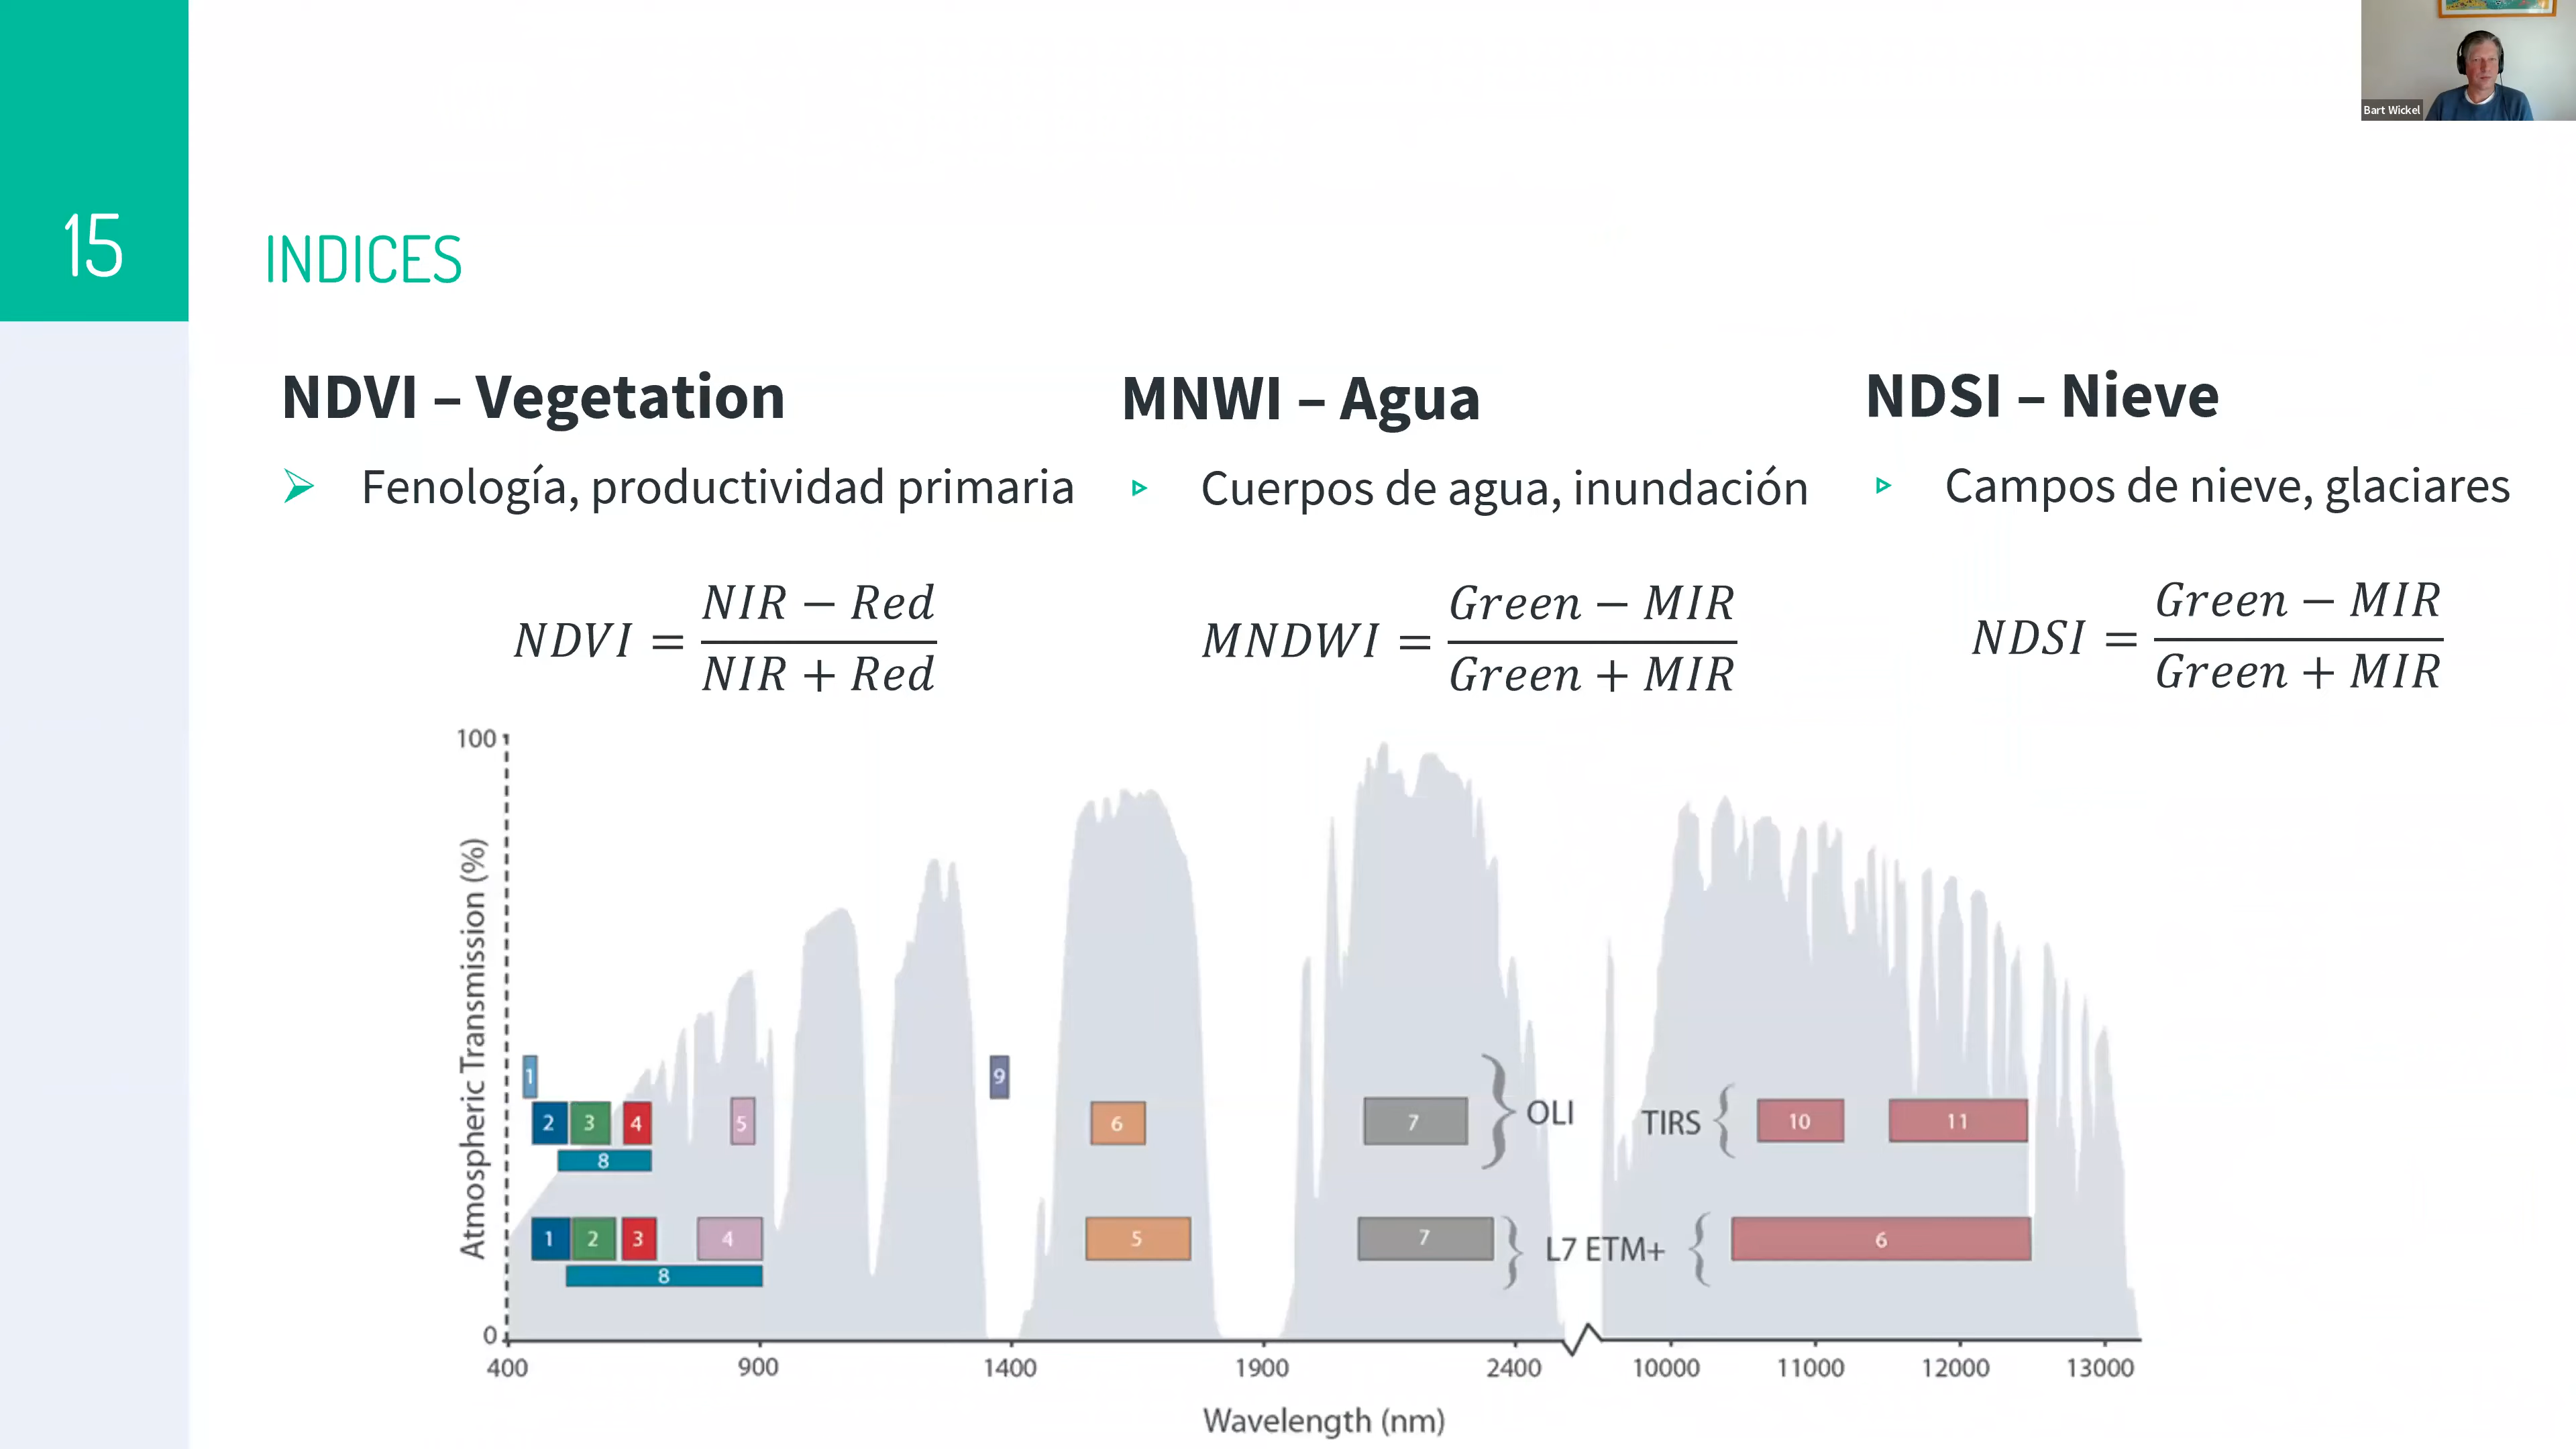 Bart Wickel
15
INDICES
NDVI – Vegetation
Fenología, productividad primaria
NDVI = NIR − Red / NIR + Red
MNWI – Agua
Cuerpos de agua, inundación
MNDWI = Green − MIR / Green + MIR
NDSI – Nieve
Campos de nieve, glaciares
NDSI = Green − MIR / Green + MIR
100
Atmospheric Transmission (%)
0
1 9
2 3 4 5 6 7 OLI TIRS 10 11
8
1 2 3 4 5 7 L7 ETM+ 6
8
400 900 1400 1900 2400 10000 11000 12000 13000
Wavelength (nm)